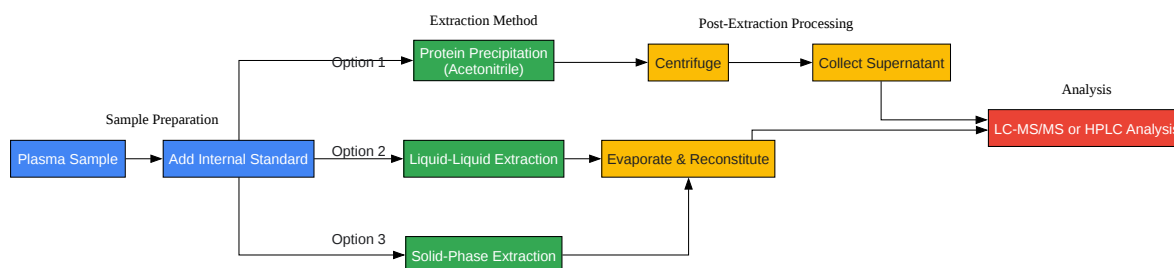 Extraction Method
Post-Extraction Processing
Option 1
Protein Precipitation
(Acetonitrile)
Centrifuge
Collect Supernatant
Analysis
Sample Preparation
LC-MS/MS or HPLC Analysis
Plasma Sample
Add Internal Standard
Option 2
Liquid-Liquid Extraction
Evaporate & Reconstitute
Option 3
Solid-Phase Extraction